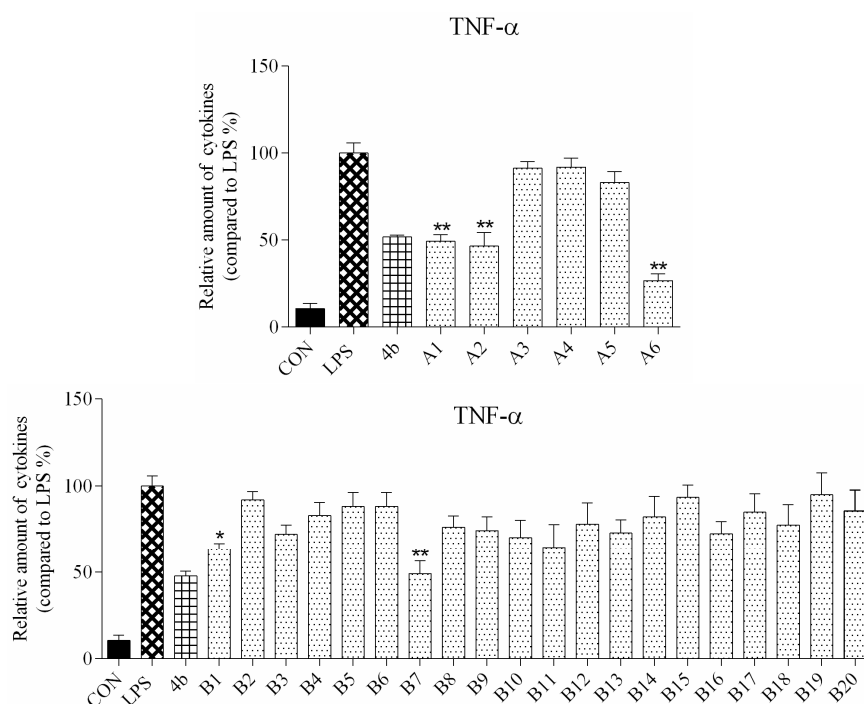 TNF-α
Relative amount of cytokines
(compared to LPS %)
150
100
50
0
**
**
**
CON
LPS
4b
A1
A2
A3
A4
A5
A6
TNF-α
Relative amount of cytokines
(compared to LPS %)
150
100
50
0
*
**
CON
LPS
4b
B1
B2
B3
B4
B5
B6
B7
B8
B9
B10
B11
B12
B13
B14
B15
B16
B17
B18
B19
B20